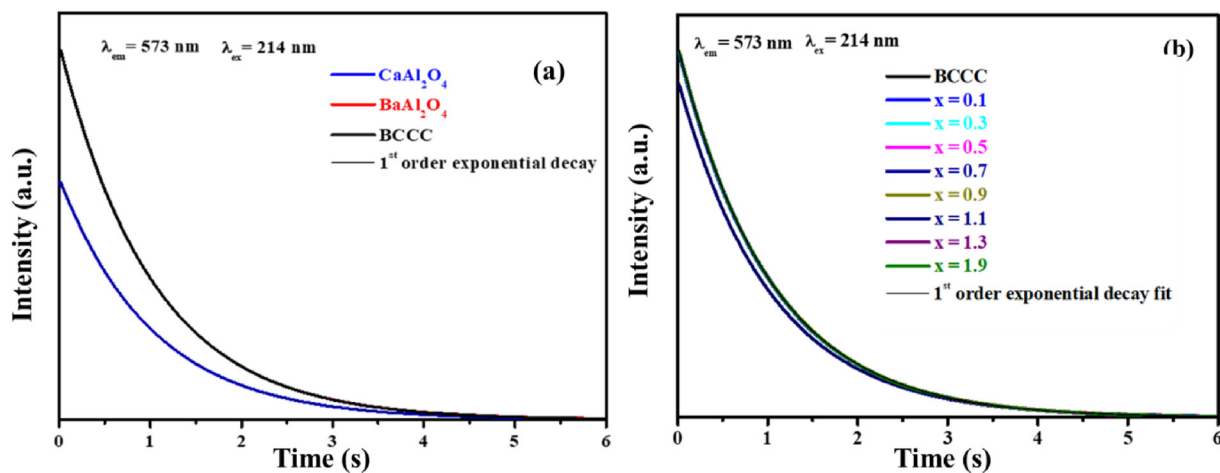 λem = 573 nm λex = 214 nm
(a)
CaAl2O4
BaAl2O4
BCCC
1st order exponential decay
Intensity (a.u.)
0 1 2 3 4 5 6
Time (s)
λem = 573 nm λex = 214 nm
(b)
BCCC
x = 0.1
x = 0.3
x = 0.5
x = 0.7
x = 0.9
x = 1.1
x = 1.3
x = 1.9
1st order exponential decay fit
Intensity (a.u.)
0 1 2 3 4 5 6
Time (s)